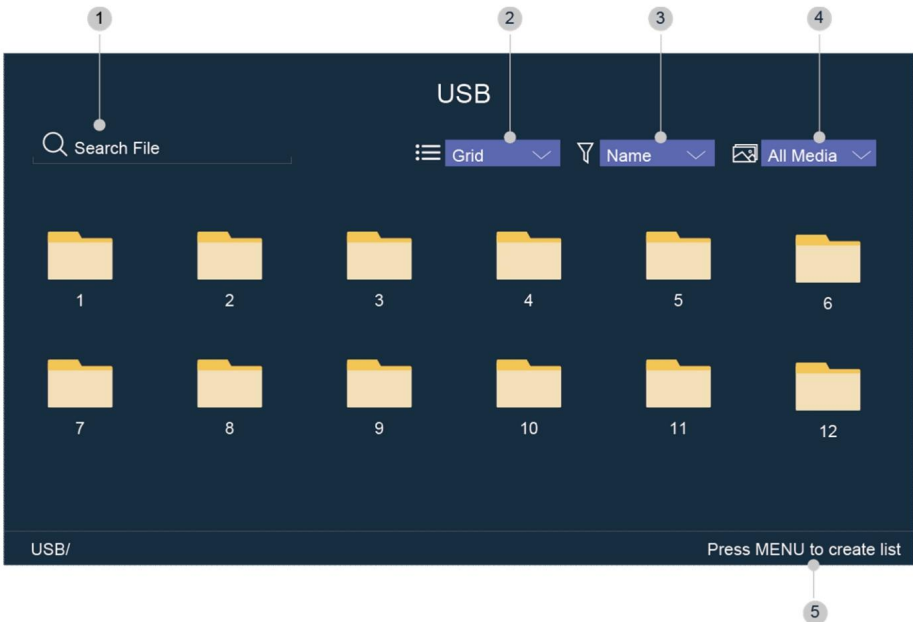 1 2 3 4
USB
Search File Grid Name All Media
1 2 3 4 5 6
7 8 9 10 11 12
USB/ Press MENU to create list
5